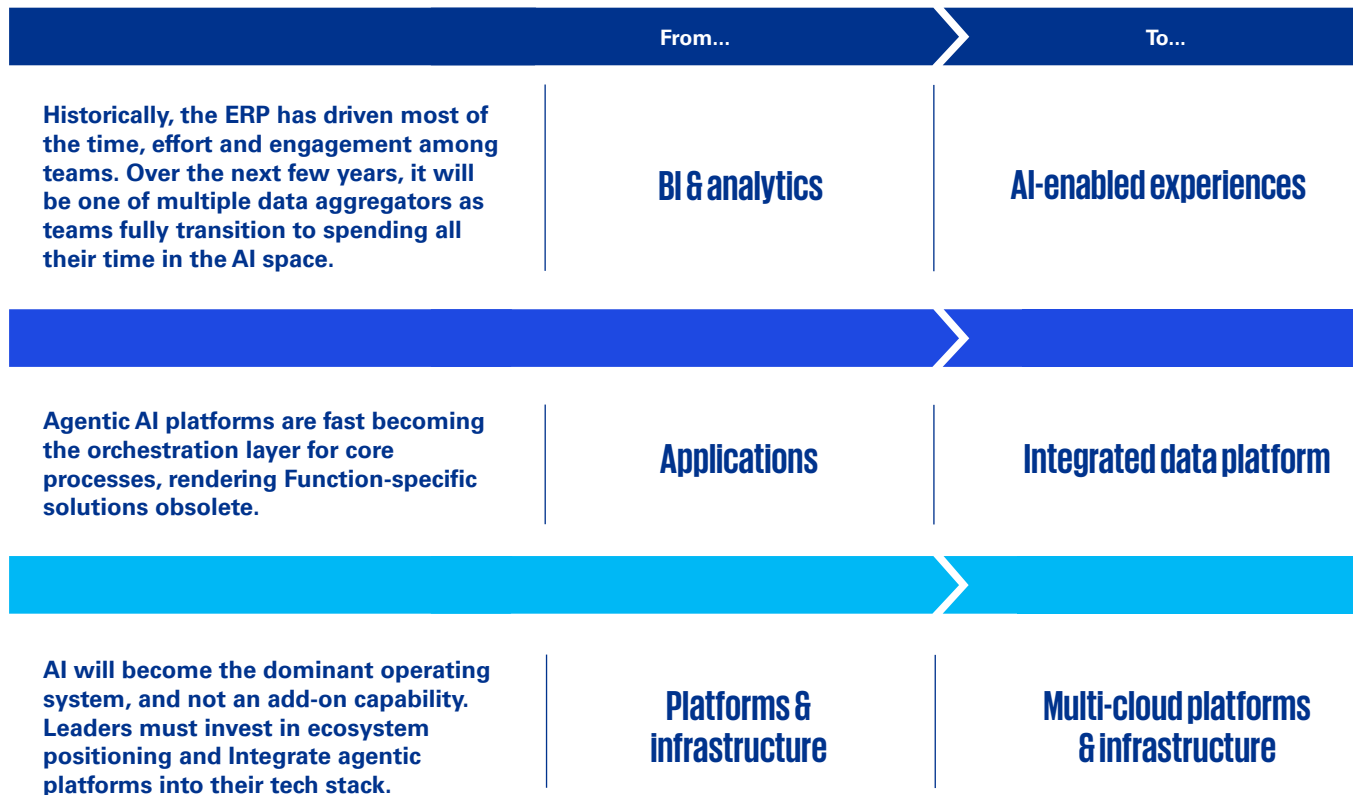 From...
To...
Historically, the ERP has driven most of
the time, effort and engagement among
teams. Over the next few years, it will
be one of multiple data aggregators as
teams fully transition to spending all
their time in the AI space.
BI & analytics
AI-enabled experiences
Agentic AI platforms are fast becoming
the orchestration layer for core
processes, rendering Function-specific
solutions obsolete.
Applications
Integrated data platform
AI will become the dominant operating
system, and not an add-on capability.
Leaders must invest in ecosystem
positioning and Integrate agentic
platforms into their tech stack.
Platforms &
infrastructure
Multi-cloud platforms
& infrastructure